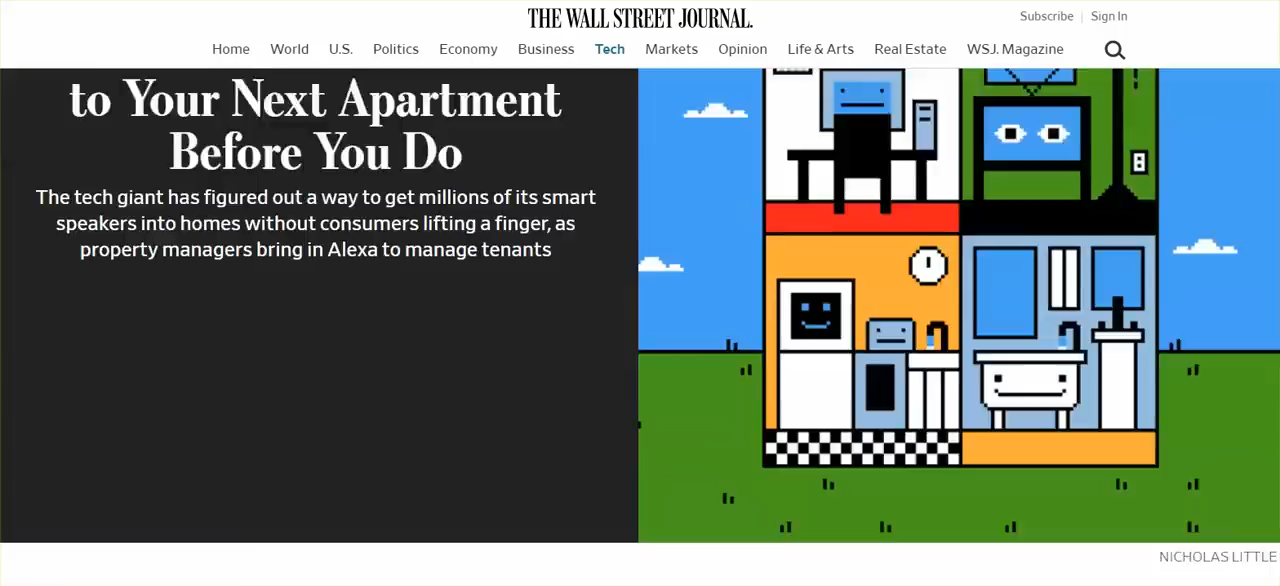 THE WALL STREET JOURNAL.
Subscribe | Sign In
Home World U.S. Politics Economy Business Tech Markets Opinion Life & Arts Real Estate WSJ. Magazine
to Your Next Apartment
Before You Do
The tech giant has figured out a way to get millions of its smart
speakers into homes without consumers lifting a finger, as
property managers bring in Alexa to manage tenants
NICHOLAS LITTLE